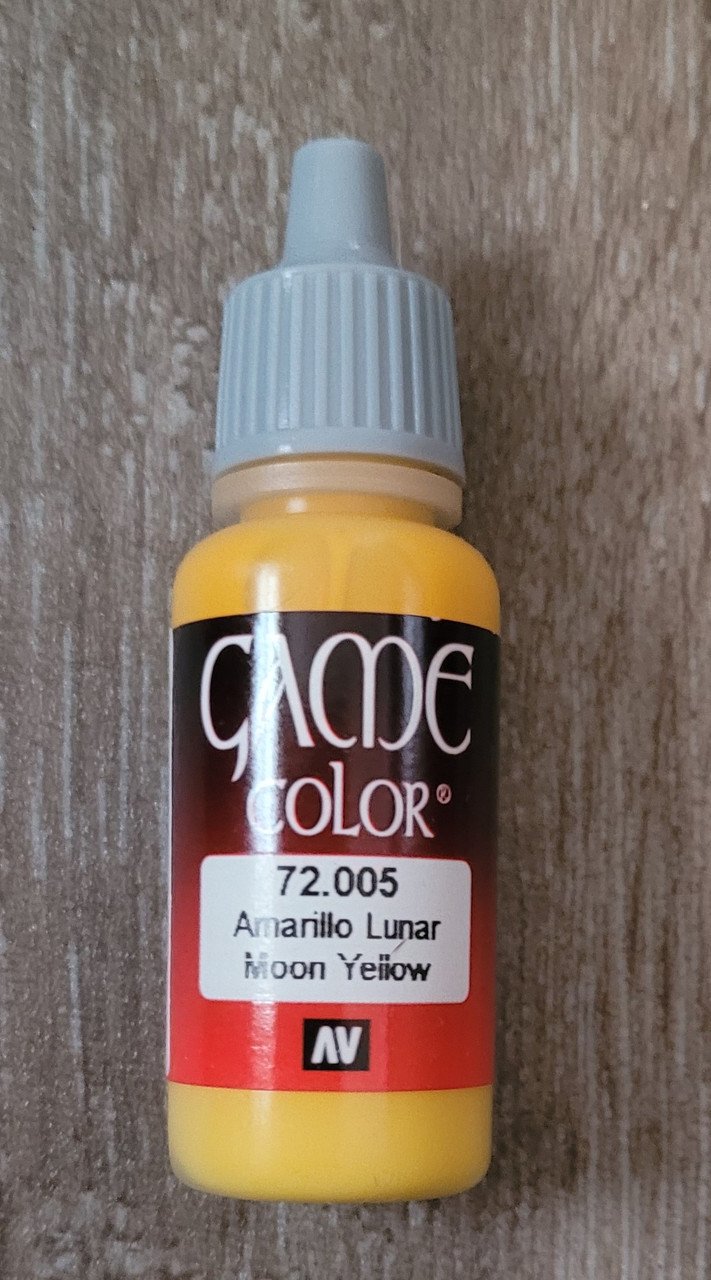 GAME
COLOR®
72.005
Amarillo Lunar
Moon Yellow
AV